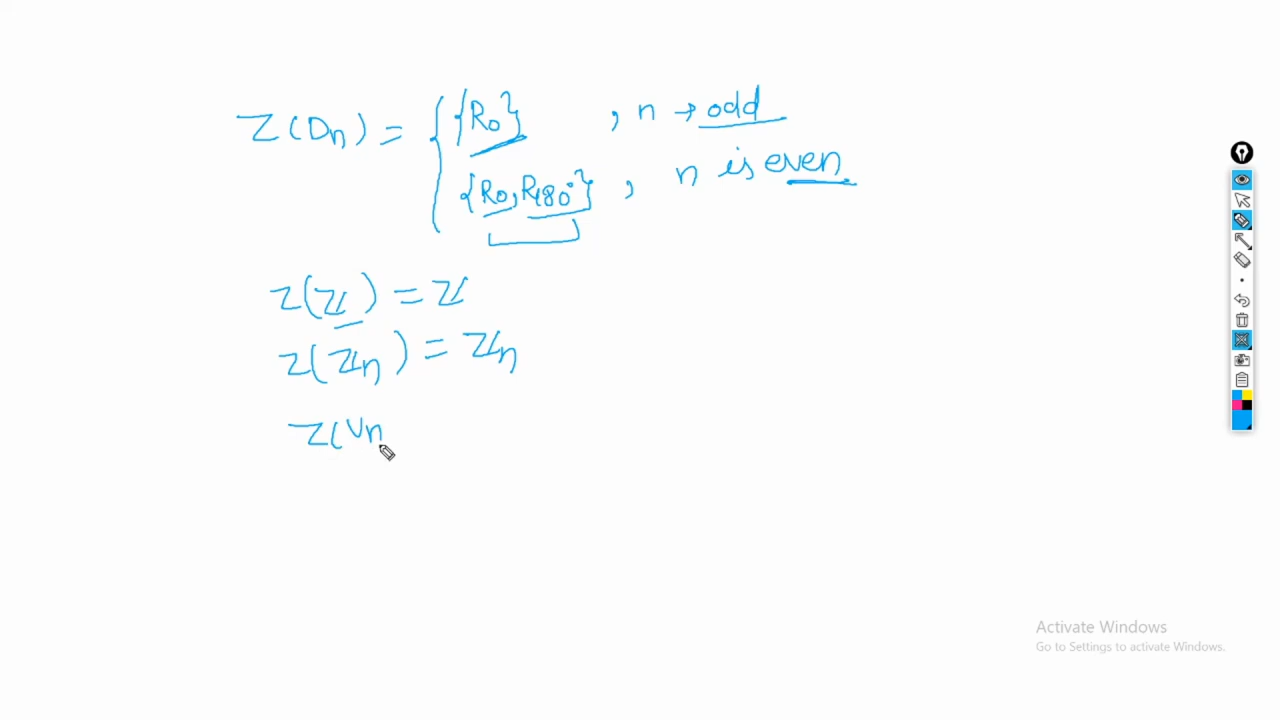 Z(Dn) = { {R0} , n → odd
{R0, R180°} , n is even
Z(ℤ) = ℤ
Z(ℤn) = ℤn
Z(Un
Activate Windows
Go to Settings to activate Windows.